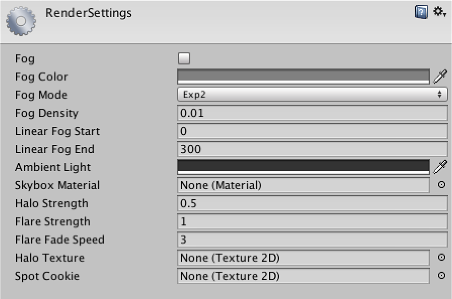 RenderSettings
Fog
Fog Color
Fog Mode Exp2
Fog Density 0.01
Linear Fog Start 0
Linear Fog End 300
Ambient Light
Skybox Material None (Material)
Halo Strength 0.5
Flare Strength 1
Flare Fade Speed 3
Halo Texture None (Texture 2D)
Spot Cookie None (Texture 2D)